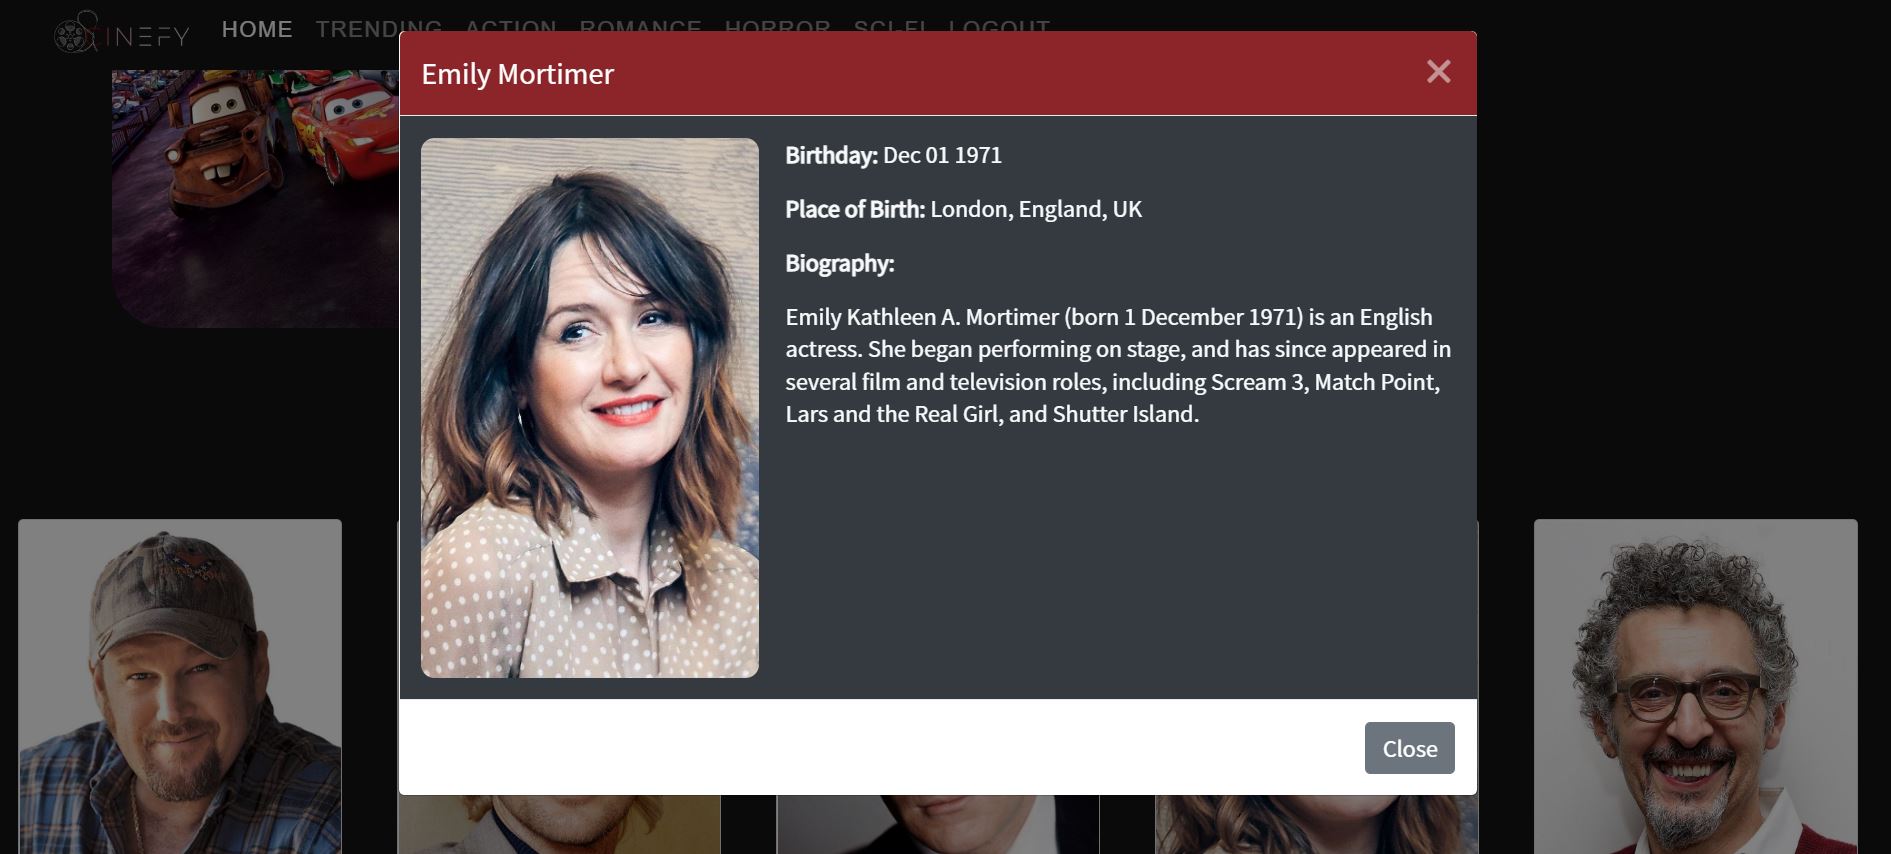 CINEFY
HOME TRENDING ACTION ROMANCE HORROR SCI-FI LOGOUT
Emily Mortimer
Birthday: Dec 01 1971
Place of Birth: London, England, UK
Biography:
Emily Kathleen A. Mortimer (born 1 December 1971) is an English
actress. She began performing on stage, and has since appeared in
several film and television roles, including Scream 3, Match Point,
Lars and the Real Girl, and Shutter Island.
Close